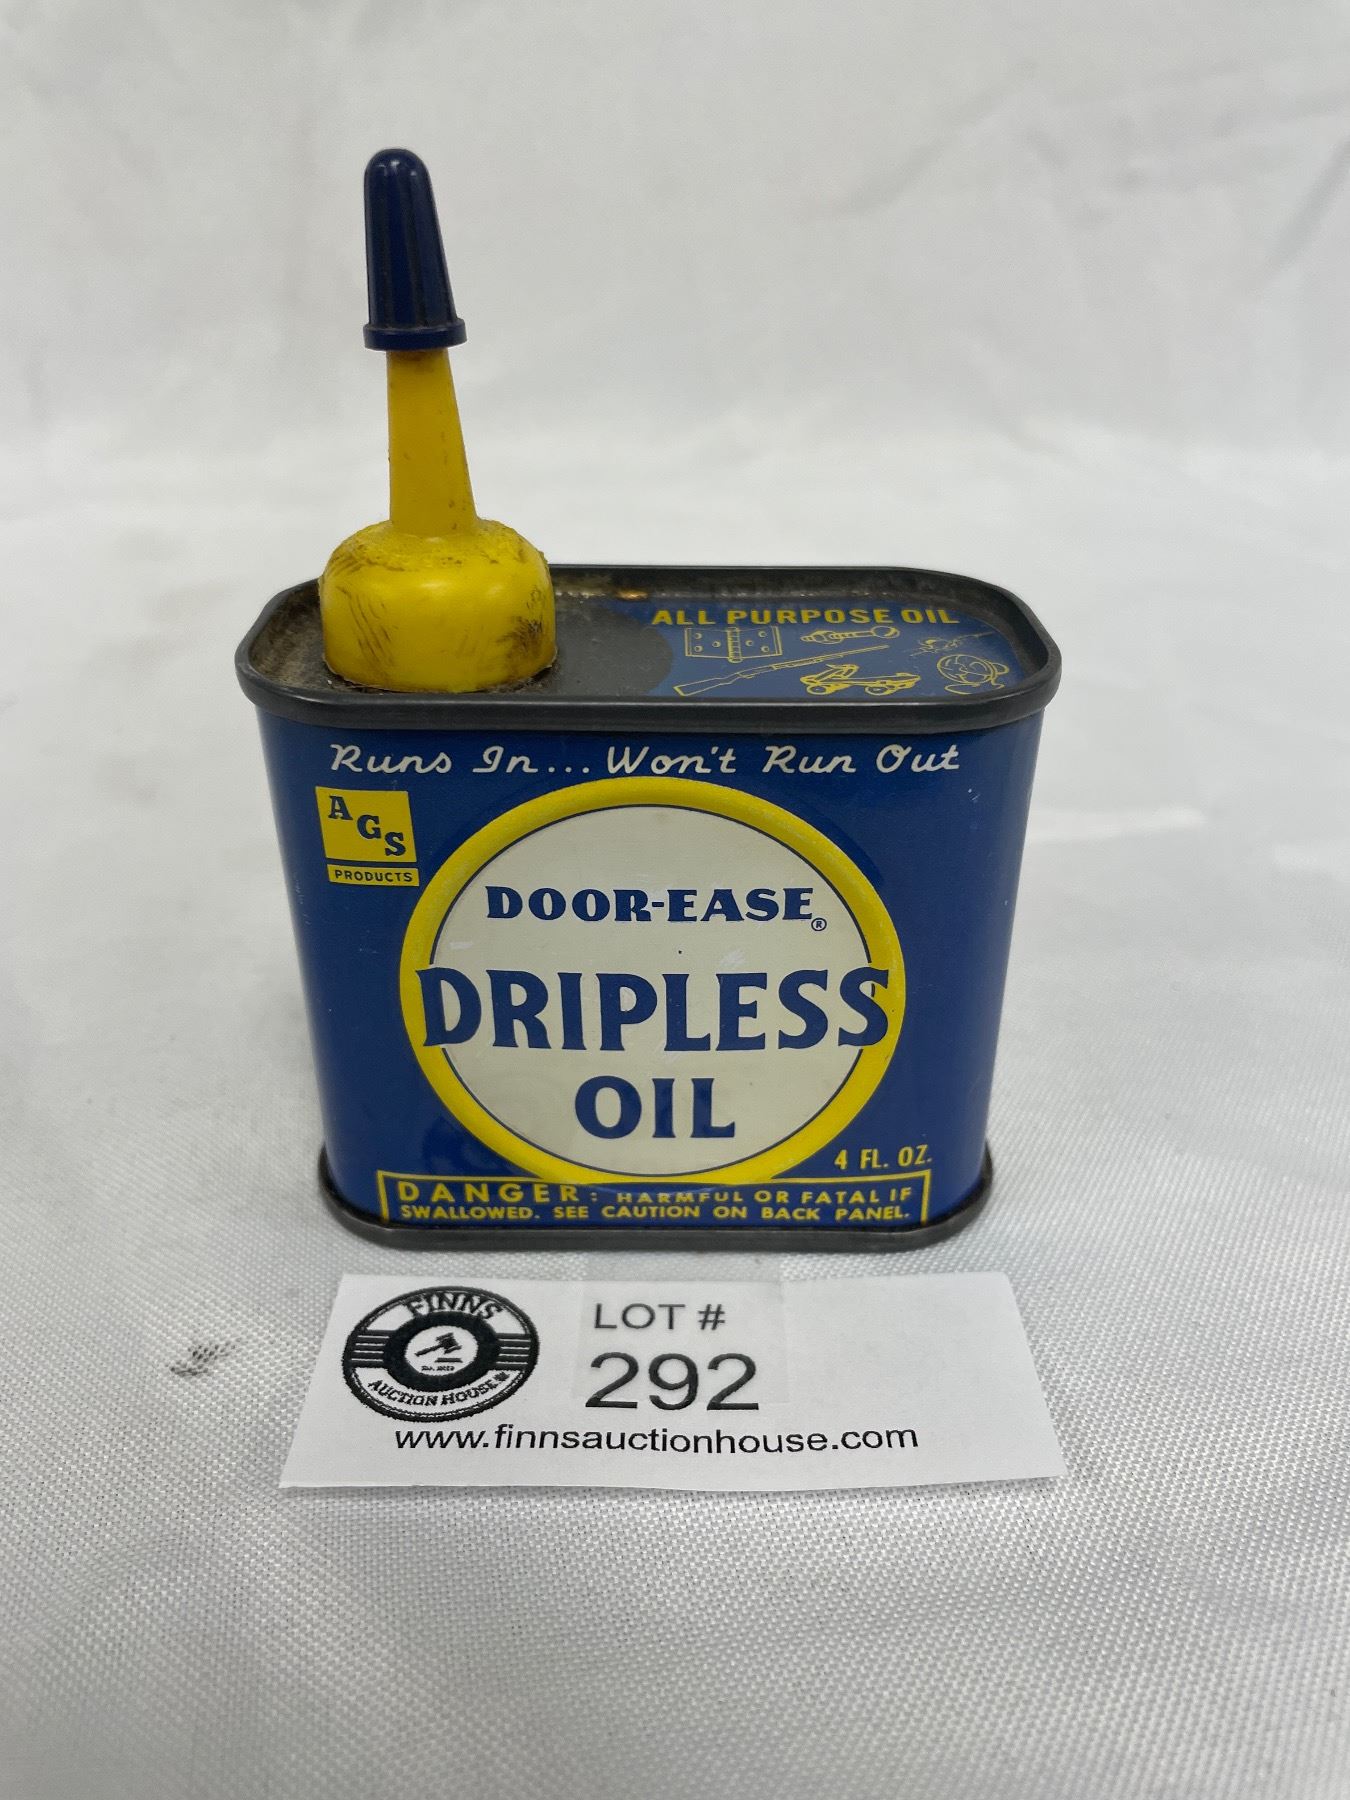 ALL PURPOSE OIL
Runs In... Won't Run Out
AGS
PRODUCTS
DOOR-EASE®
DRIPLESS
OIL
4 FL. OZ.
DANGER: HARMFUL OR FATAL IF
SWALLOWED. SEE CAUTION ON BACK PANEL.
FINNS
AUCTION HOUSE
LOT #
292
www.finnsauctionhouse.com